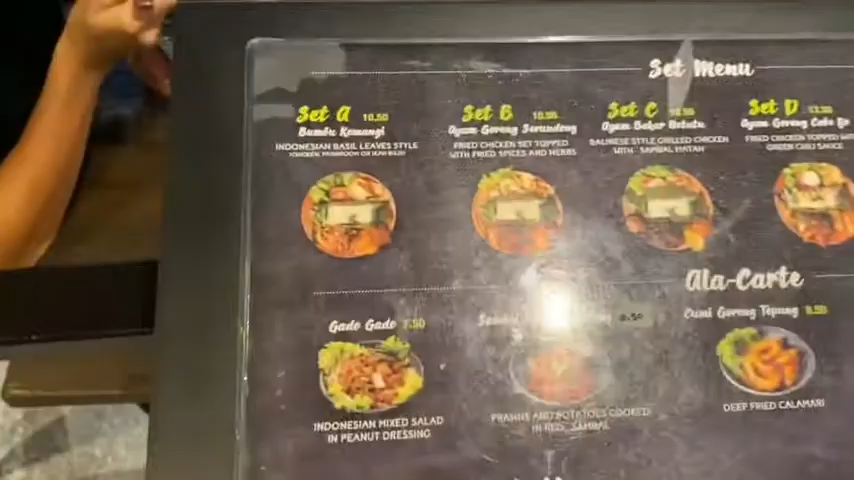 Set Menu
Set A 10.50
Bumbu Kemangi
INDONESIAN BASIL LEAVES STYLE
Set B 10.50
Ayam Goreng Serundeng
FRIED CHICKEN SET TOPPED
WITH FRIED SPICES AND HERBS
Set C
Ayam Bakar Betutu
BALINESE STYLE GRILLED CHICKEN
WITH SAMBAL MATAH
Set D
Ayam Goreng Cabe
FRIED CHICKEN TOPPED WITH
GREEN CHILI SAUCE
Ala-Carte
Gado Gado 7.50
INDONESIAN MIXED SALAD
IN PEANUT DRESSING
8.50
PRAWNS AND POTATOES COOKED
IN RED SAMBAL
Cumi Goreng Tepung 8.50
DEEP FRIED CALAMARI